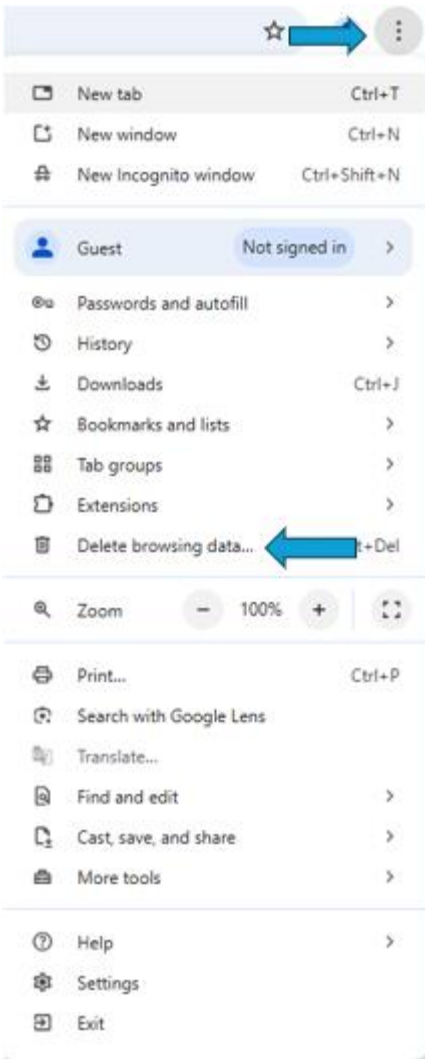 New tab Ctrl+T
New window Ctrl+N
New Incognito window Ctrl+Shift+N
Guest Not signed in
Passwords and autofill
History
Downloads Ctrl+J
Bookmarks and lists
Tab groups
Extensions
Delete browsing data... t+Del
Zoom − 100% +
Print... Ctrl+P
Search with Google Lens
Translate...
Find and edit
Cast, save, and share
More tools
Help
Settings
Exit